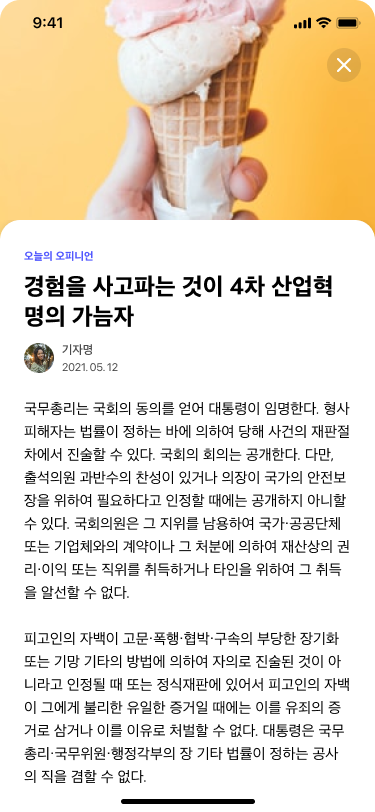 9:41
오늘의 오피니언
경험을 사고파는 것이 4차 산업혁
명의 가늠자
기자명
2021. 05. 12
국무총리는 국회의 동의를 얻어 대통령이 임명한다. 형사
피해자는 법률이 정하는 바에 의하여 당해 사건의 재판절
차에서 진술할 수 있다. 국회의 회의는 공개한다. 다만,
출석의원 과반수의 찬성이 있거나 의장이 국가의 안전보
장을 위하여 필요하다고 인정할 때에는 공개하지 아니할
수 있다. 국회의원은 그 지위를 남용하여 국가·공공단체
또는 기업체와의 계약이나 그 처분에 의하여 재산상의 권
리·이익 또는 직위를 취득하거나 타인을 위하여 그 취득
을 알선할 수 없다.
피고인의 자백이 고문·폭행·협박·구속의 부당한 장기화
또는 기망 기타의 방법에 의하여 자의로 진술된 것이 아
니라고 인정될 때 또는 정식재판에 있어서 피고인의 자백
이 그에게 불리한 유일한 증거일 때에는 이를 유죄의 증
거로 삼거나 이를 이유로 처벌할 수 없다. 대통령은 국무
총리·국무위원·행정각부의 장 기타 법률이 정하는 공사
의 직을 겸할 수 없다.